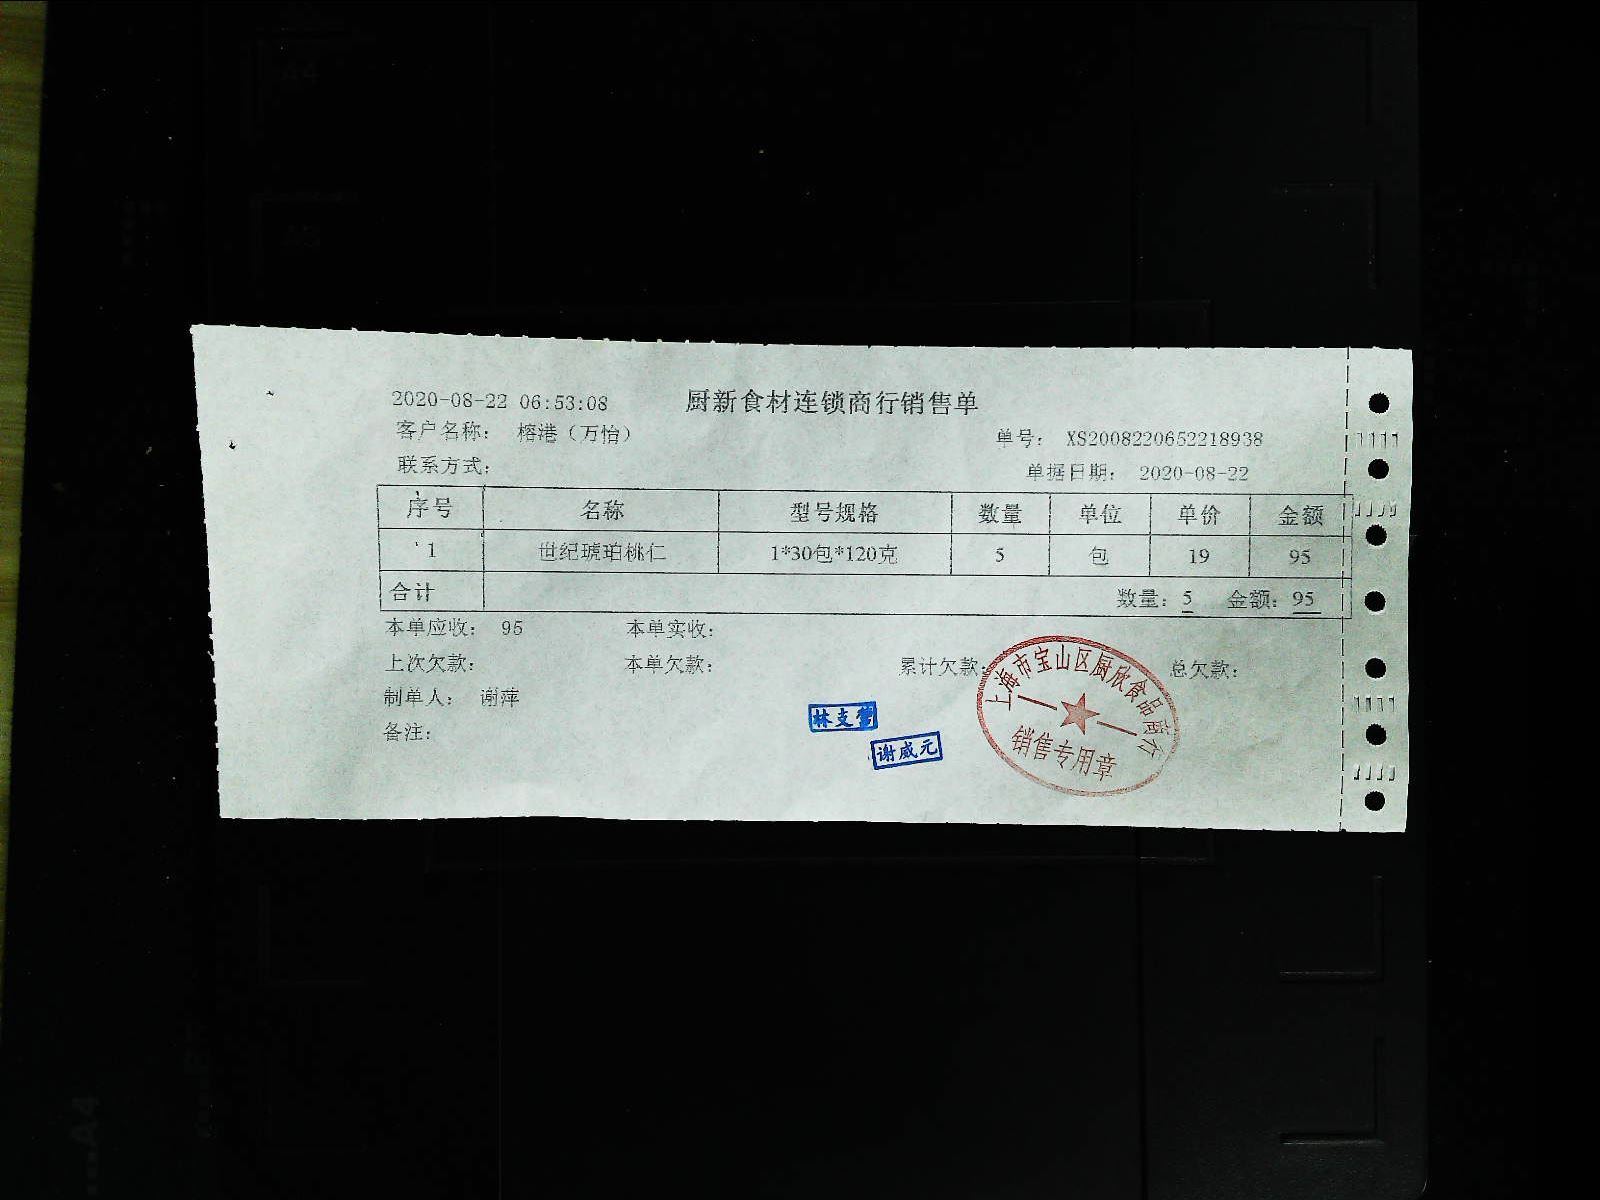 2020-08-22 06:53:08 厨新食材连锁商行销售单
客户名称: 榕港（万怡） 单号: XS2008220652218938
联系方式: 单据日期: 2020-08-22
序号 名称 型号规格 数量 单位 单价 金额
1 世纪琥珀桃仁 1*30包*120克 5 包 19 95
合计 数量: 5 金额: 95
本单应收: 95 本单实收:
上次欠款: 本单欠款: 累计欠款: 总欠款:
制单人: 谢萍
备注:
林支营
谢威元
上海市宝山区厨欣食品商行
销售专用章
A4